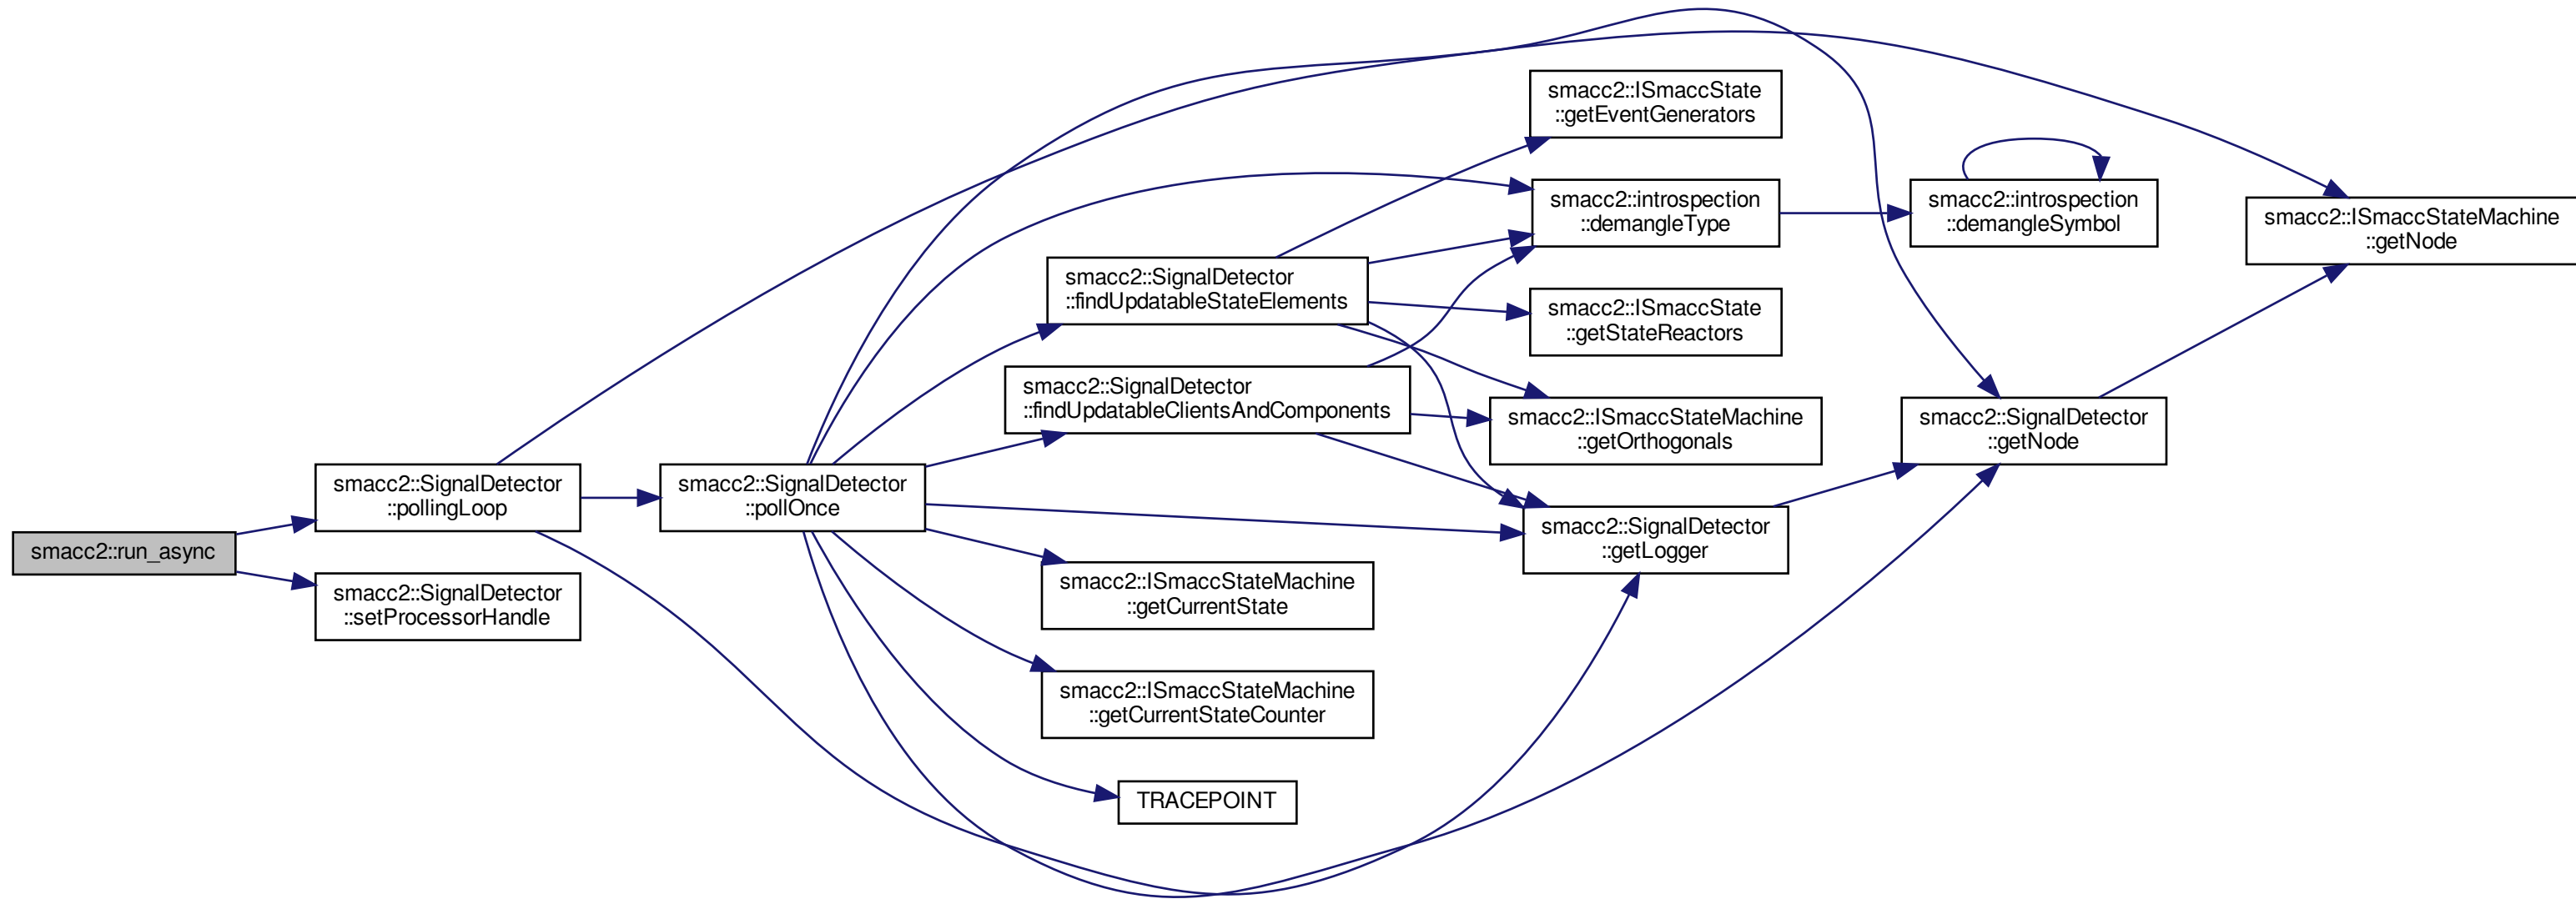 smacc2::run_async
smacc2::SignalDetector
::pollingLoop
smacc2::SignalDetector
::setProcessorHandle
smacc2::SignalDetector
::pollOnce
smacc2::SignalDetector
::findUpdatableStateElements
smacc2::SignalDetector
::findUpdatableClientsAndComponents
smacc2::ISmaccStateMachine
::getCurrentState
smacc2::ISmaccStateMachine
::getCurrentStateCounter
TRACEPOINT
smacc2::ISmaccState
::getEventGenerators
smacc2::introspection
::demangleType
smacc2::ISmaccState
::getStateReactors
smacc2::ISmaccStateMachine
::getOrthogonals
smacc2::SignalDetector
::getLogger
smacc2::introspection
::demangleSymbol
smacc2::SignalDetector
::getNode
smacc2::ISmaccStateMachine
::getNode